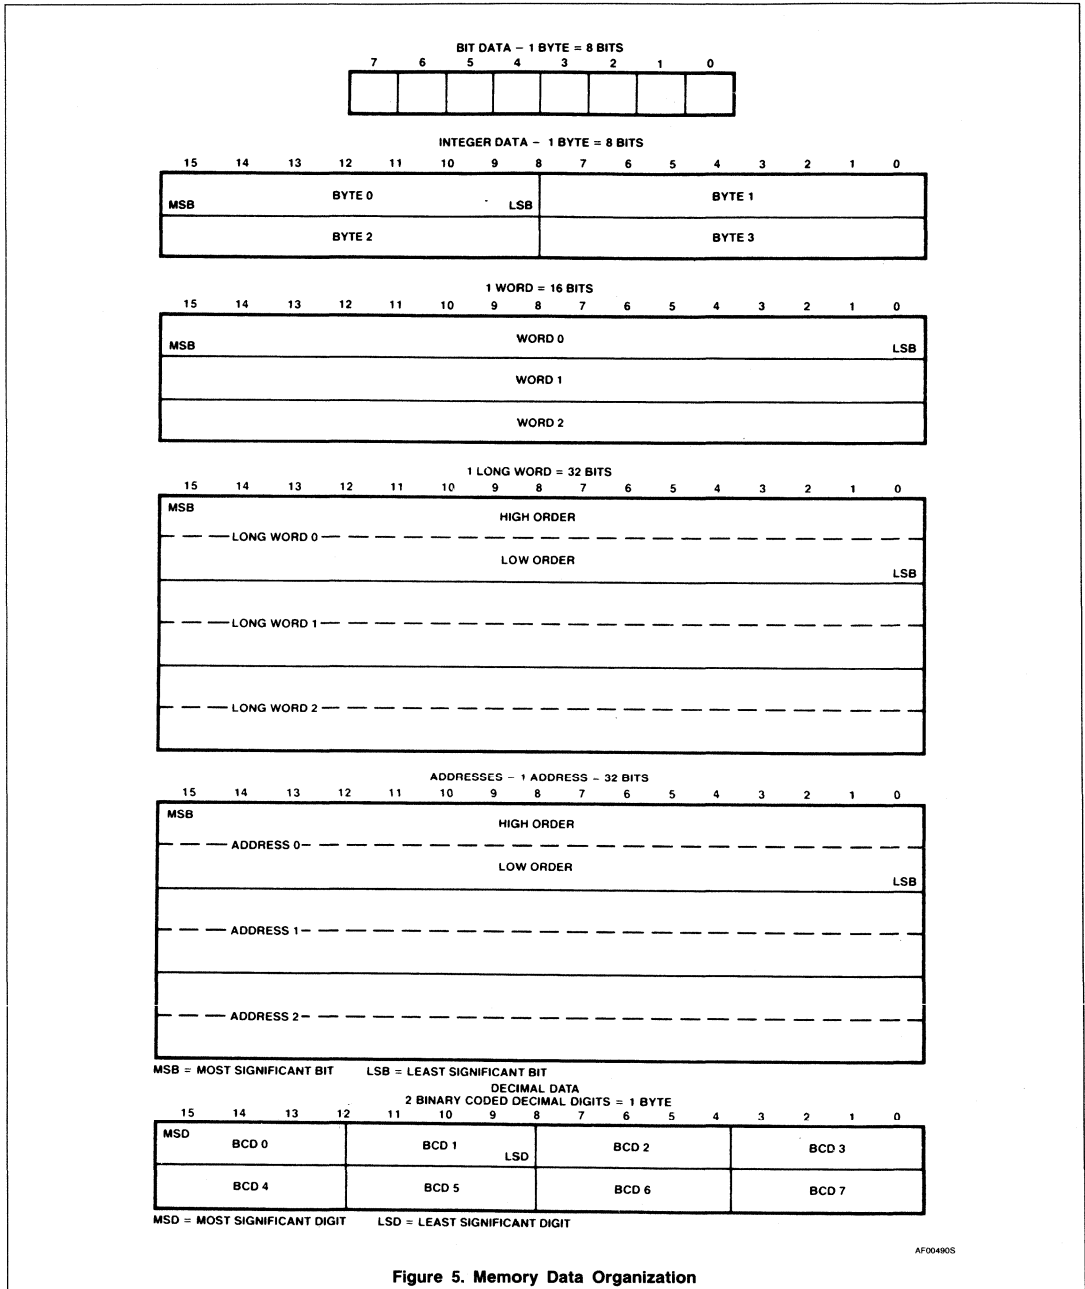 BIT DATA – 1 BYTE = 8 BITS
7 6 5 4 3 2 1 0
INTEGER DATA – 1 BYTE = 8 BITS
15 14 13 12 11 10 9 8 7 6 5 4 3 2 1 0
BYTE 0 BYTE 1
MSB LSB
BYTE 2 BYTE 3
1 WORD = 16 BITS
15 14 13 12 11 10 9 8 7 6 5 4 3 2 1 0
WORD 0
MSB LSB
WORD 1
WORD 2
1 LONG WORD = 32 BITS
15 14 13 12 11 10 9 8 7 6 5 4 3 2 1 0
MSB
HIGH ORDER
LONG WORD 0
LOW ORDER
LSB
LONG WORD 1
LONG WORD 2
ADDRESSES – 1 ADDRESS – 32 BITS
15 14 13 12 11 10 9 8 7 6 5 4 3 2 1 0
MSB
HIGH ORDER
ADDRESS 0
LOW ORDER
LSB
ADDRESS 1
ADDRESS 2
MSB = MOST SIGNIFICANT BIT LSB = LEAST SIGNIFICANT BIT
DECIMAL DATA
2 BINARY CODED DECIMAL DIGITS = 1 BYTE
15 14 13 12 11 10 9 8 7 6 5 4 3 2 1 0
MSD
BCD 0 BCD 1 BCD 2 BCD 3
LSD
BCD 4 BCD 5 BCD 6 BCD 7
MSD = MOST SIGNIFICANT DIGIT LSD = LEAST SIGNIFICANT DIGIT
AF00490S
Figure 5. Memory Data Organization